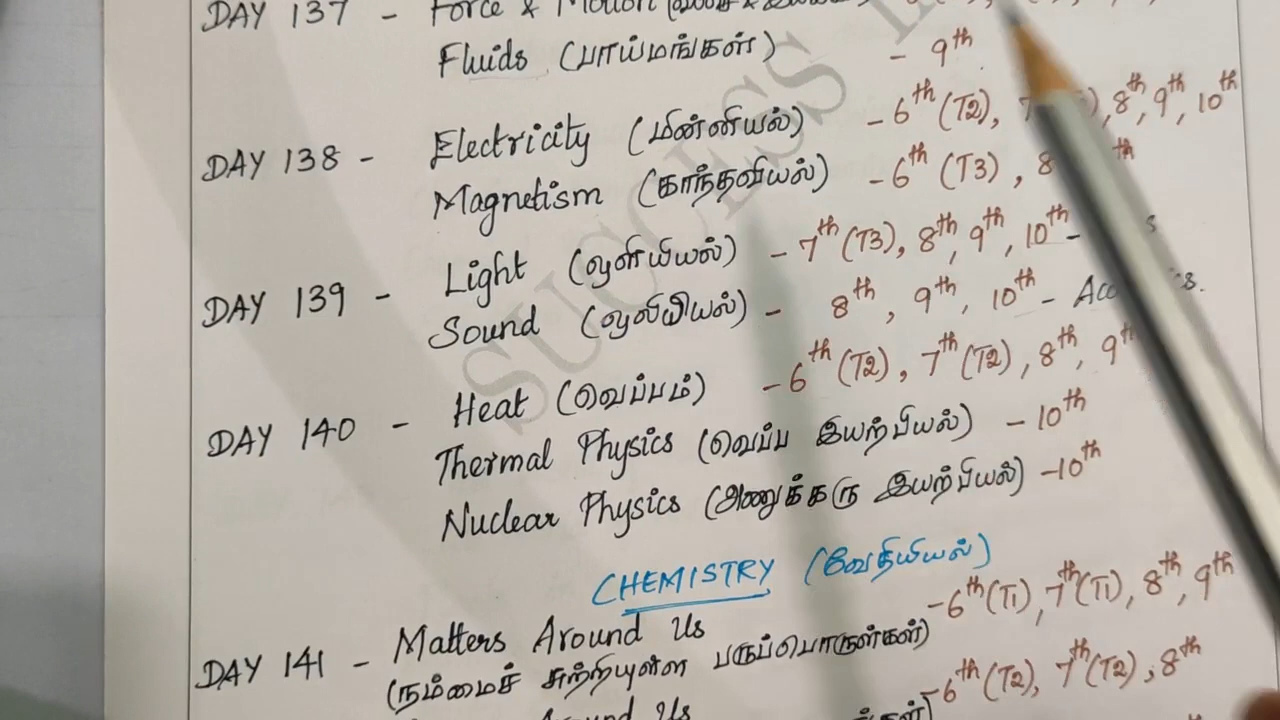 DAY 137 - Force & Motion
Fluids (பாய்மங்கள்) - 9th
DAY 138 - Electricity (மின்னியல்) - 6th (T2), 8th, 9th, 10th
Magnetism (காந்தவியல்) - 6th (T3), 8
DAY 139 - Light (ஒளியியல்) - 7th (T3), 8th, 9th, 10th -
Sound (ஒலியியல்) - 8th, 9th, 10th -
DAY 140 - Heat (வெப்பம்) - 6th (T2), 7th (T2), 8th, 9th
Thermal Physics (வெப்ப இயற்பியல்) - 10th
Nuclear Physics (அணுக்கரு இயற்பியல்) - 10th
CHEMISTRY (வேதியியல்)
DAY 141 - Matters Around Us - 6th (T1), 7th (T1), 8th, 9th
(நம்மைச் சுற்றியுள்ள பருப்பொருள்கள்)
Around Us - 6th (T2), 7th (T2), 8th
SUCCESS